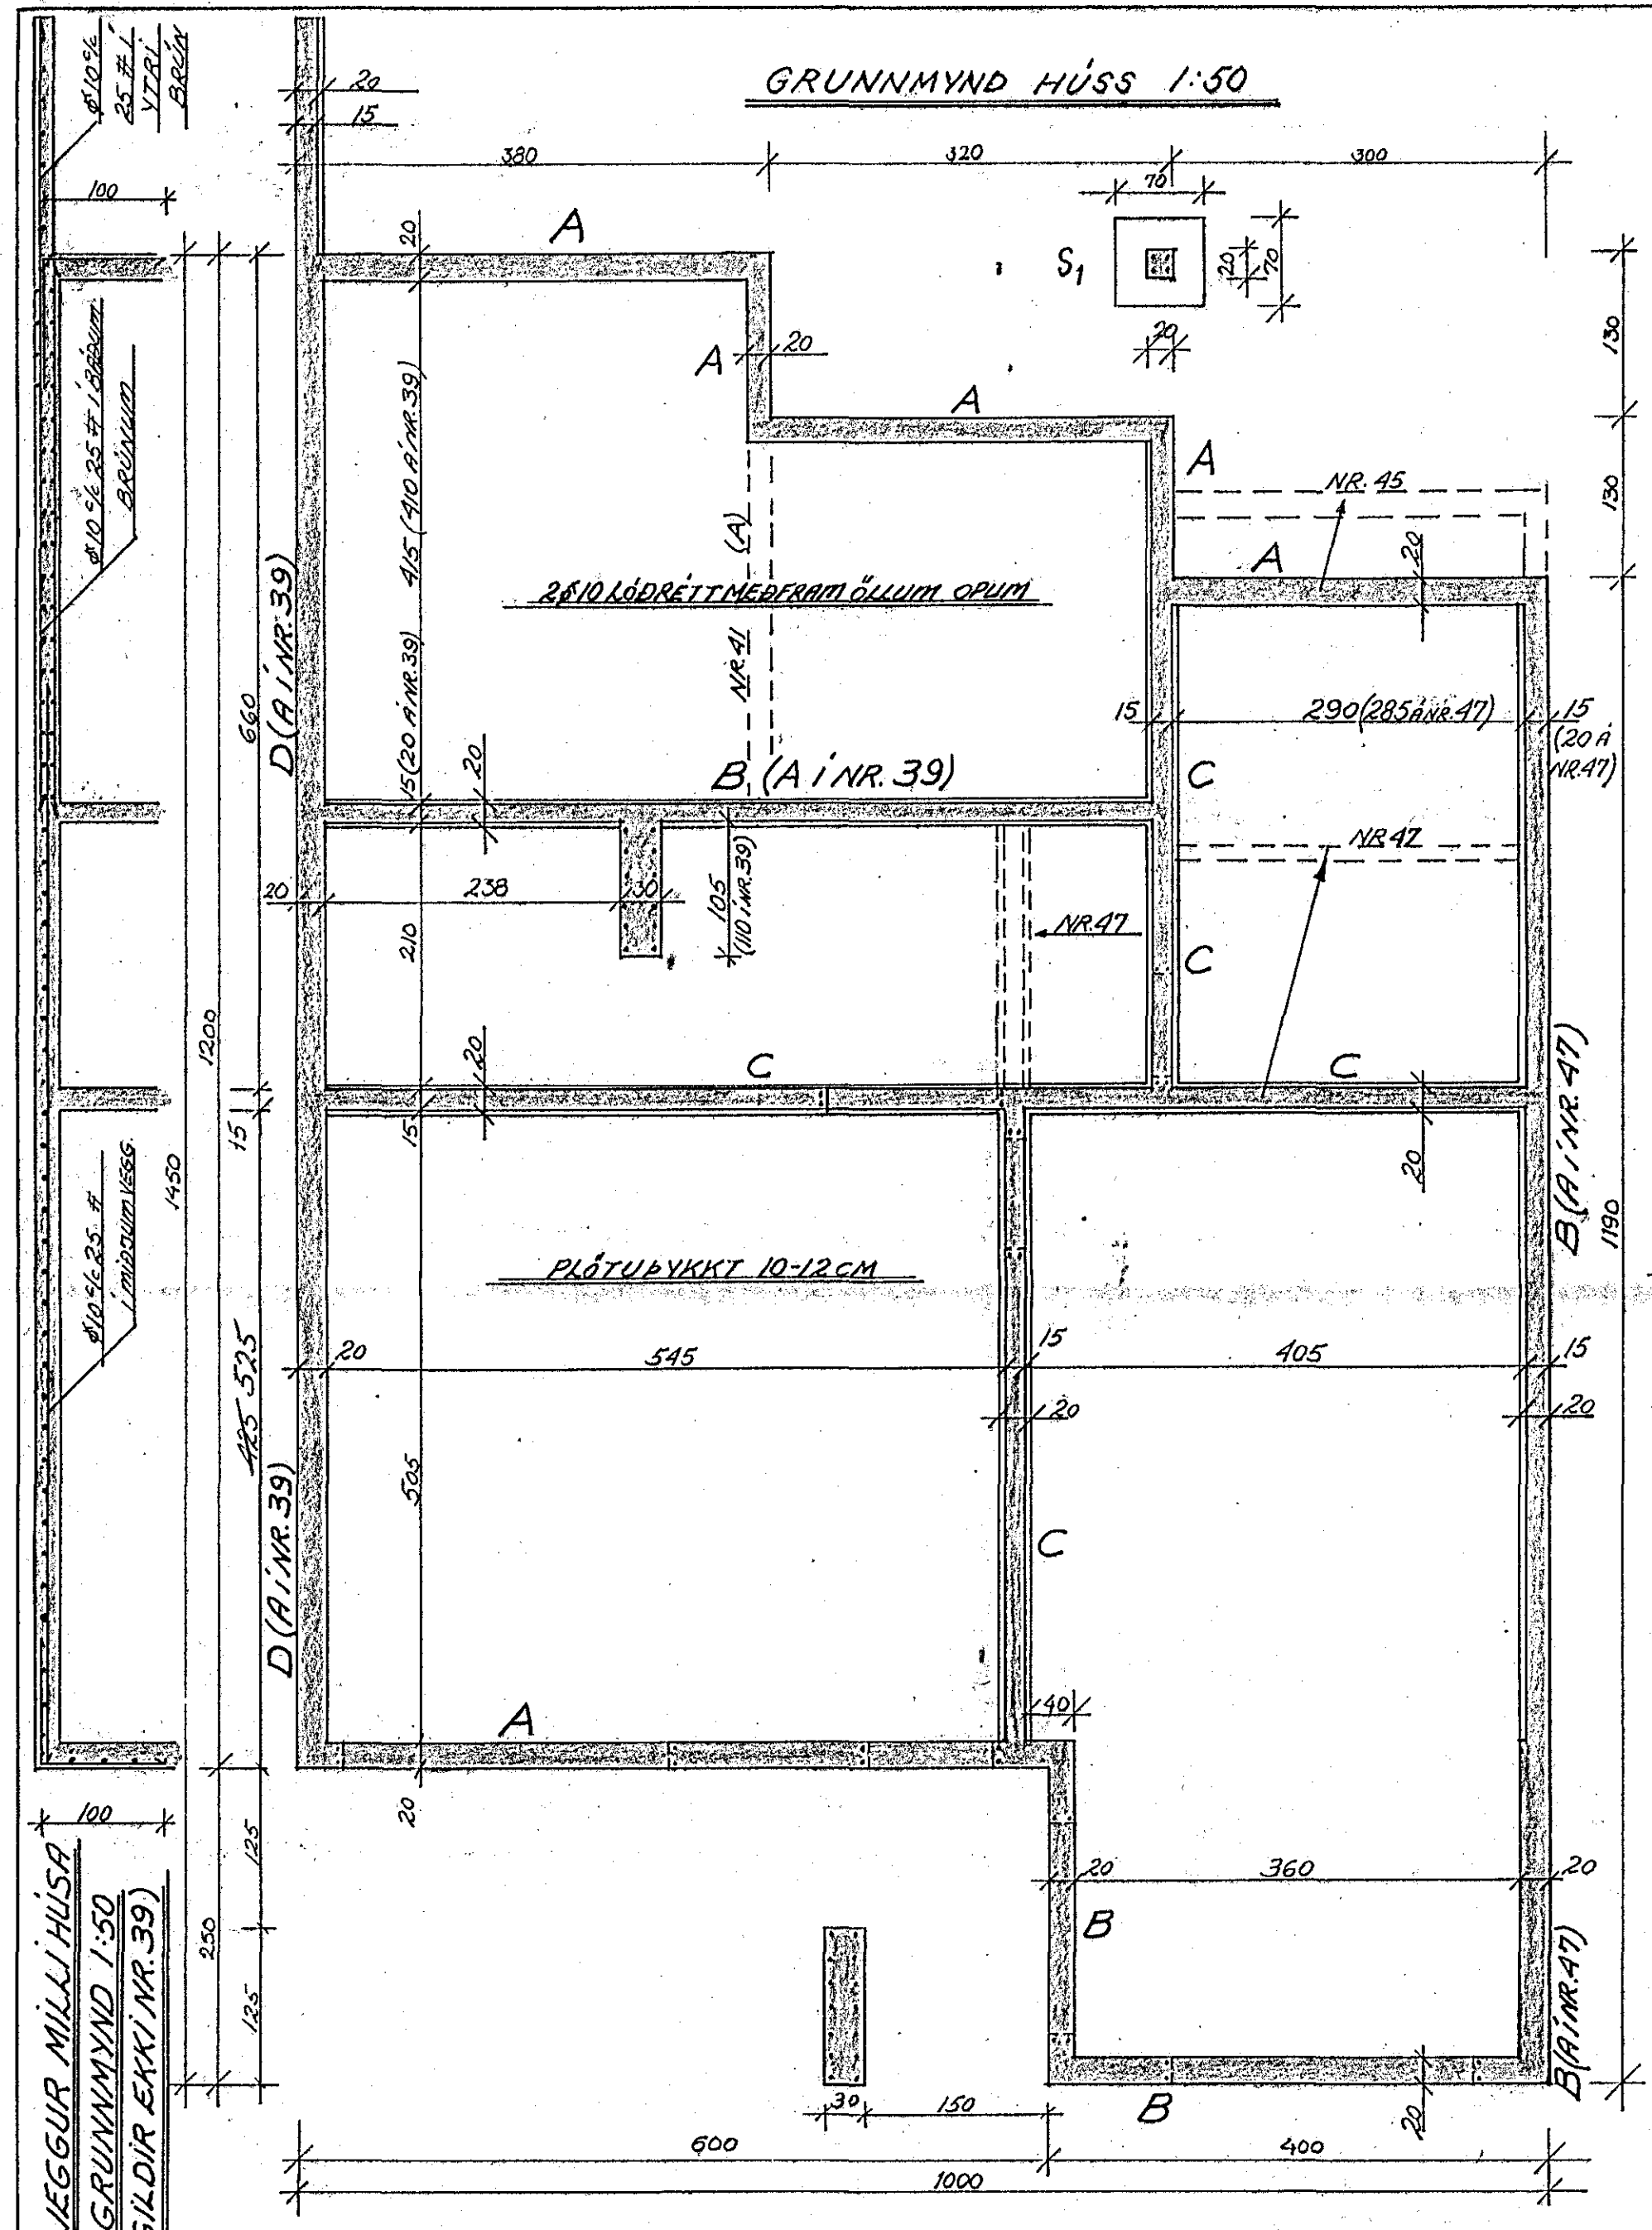 GRUNNMYND HÚSS 1:50
ϕ10 c/c
25 # Í
YTRI
BRÚN
100
20
15
380
320
300
70
S1
20
70
20
130
130
A
20
A
20
A
A
NR. 45
A
20
ϕ10 c/c 25 # Í BÁÐUM
BRÚNUM
660
D (A Í NR. 39)
415 (410 Á NR. 39)
15 (20 Á NR. 39)
(A)
NR. 41
2ϕ10 LÓÐRÉTT MEÐFRAM ÖLLUM OPUM
15
290 (285 Á NR. 47)
15
(20 Á
NR. 47)
20
B (A Í NR. 39)
C
NR 47
20
238
30
105
(110 Í NR. 39)
NR. 47
210
C
1200
20
C
C
15
15
20
B (A Í NR. 47)
1190
1450
ϕ10 c/c 25 #
Í MIÐJUM VEGG
PLÖTUÞYKKT 10-12 CM
425 525
20
545
15
405
15
20
20
505
C
D (A Í NR. 39)
A
40
20
100
125
250
125
20
360
20
B
B (A Í NR. 47)
30
150
B
20
600
400
1000
VEGGUR MILLI HÚSA
GRUNNMYND 1:50
GILDIR EKKI NR. 39)